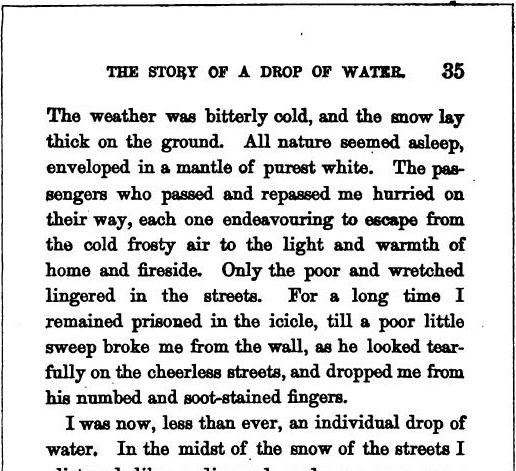 THE STORY OF A DROP OF WATER. 35
The weather was bitterly cold, and the snow lay
thick on the ground. All nature seemed asleep,
enveloped in a mantle of purest white. The pas-
sengers who passed and repassed me hurried on
their way, each one endeavouring to escape from
the cold frosty air to the light and warmth of
home and fireside. Only the poor and wretched
lingered in the streets. For a long time I
remained prisoned in the icicle, till a poor little
sweep broke me from the wall, as he looked tear-
fully on the cheerless streets, and dropped me from
his numbed and soot-stained fingers.
I was now, less than ever, an individual drop of
water. In the midst of the snow of the streets I